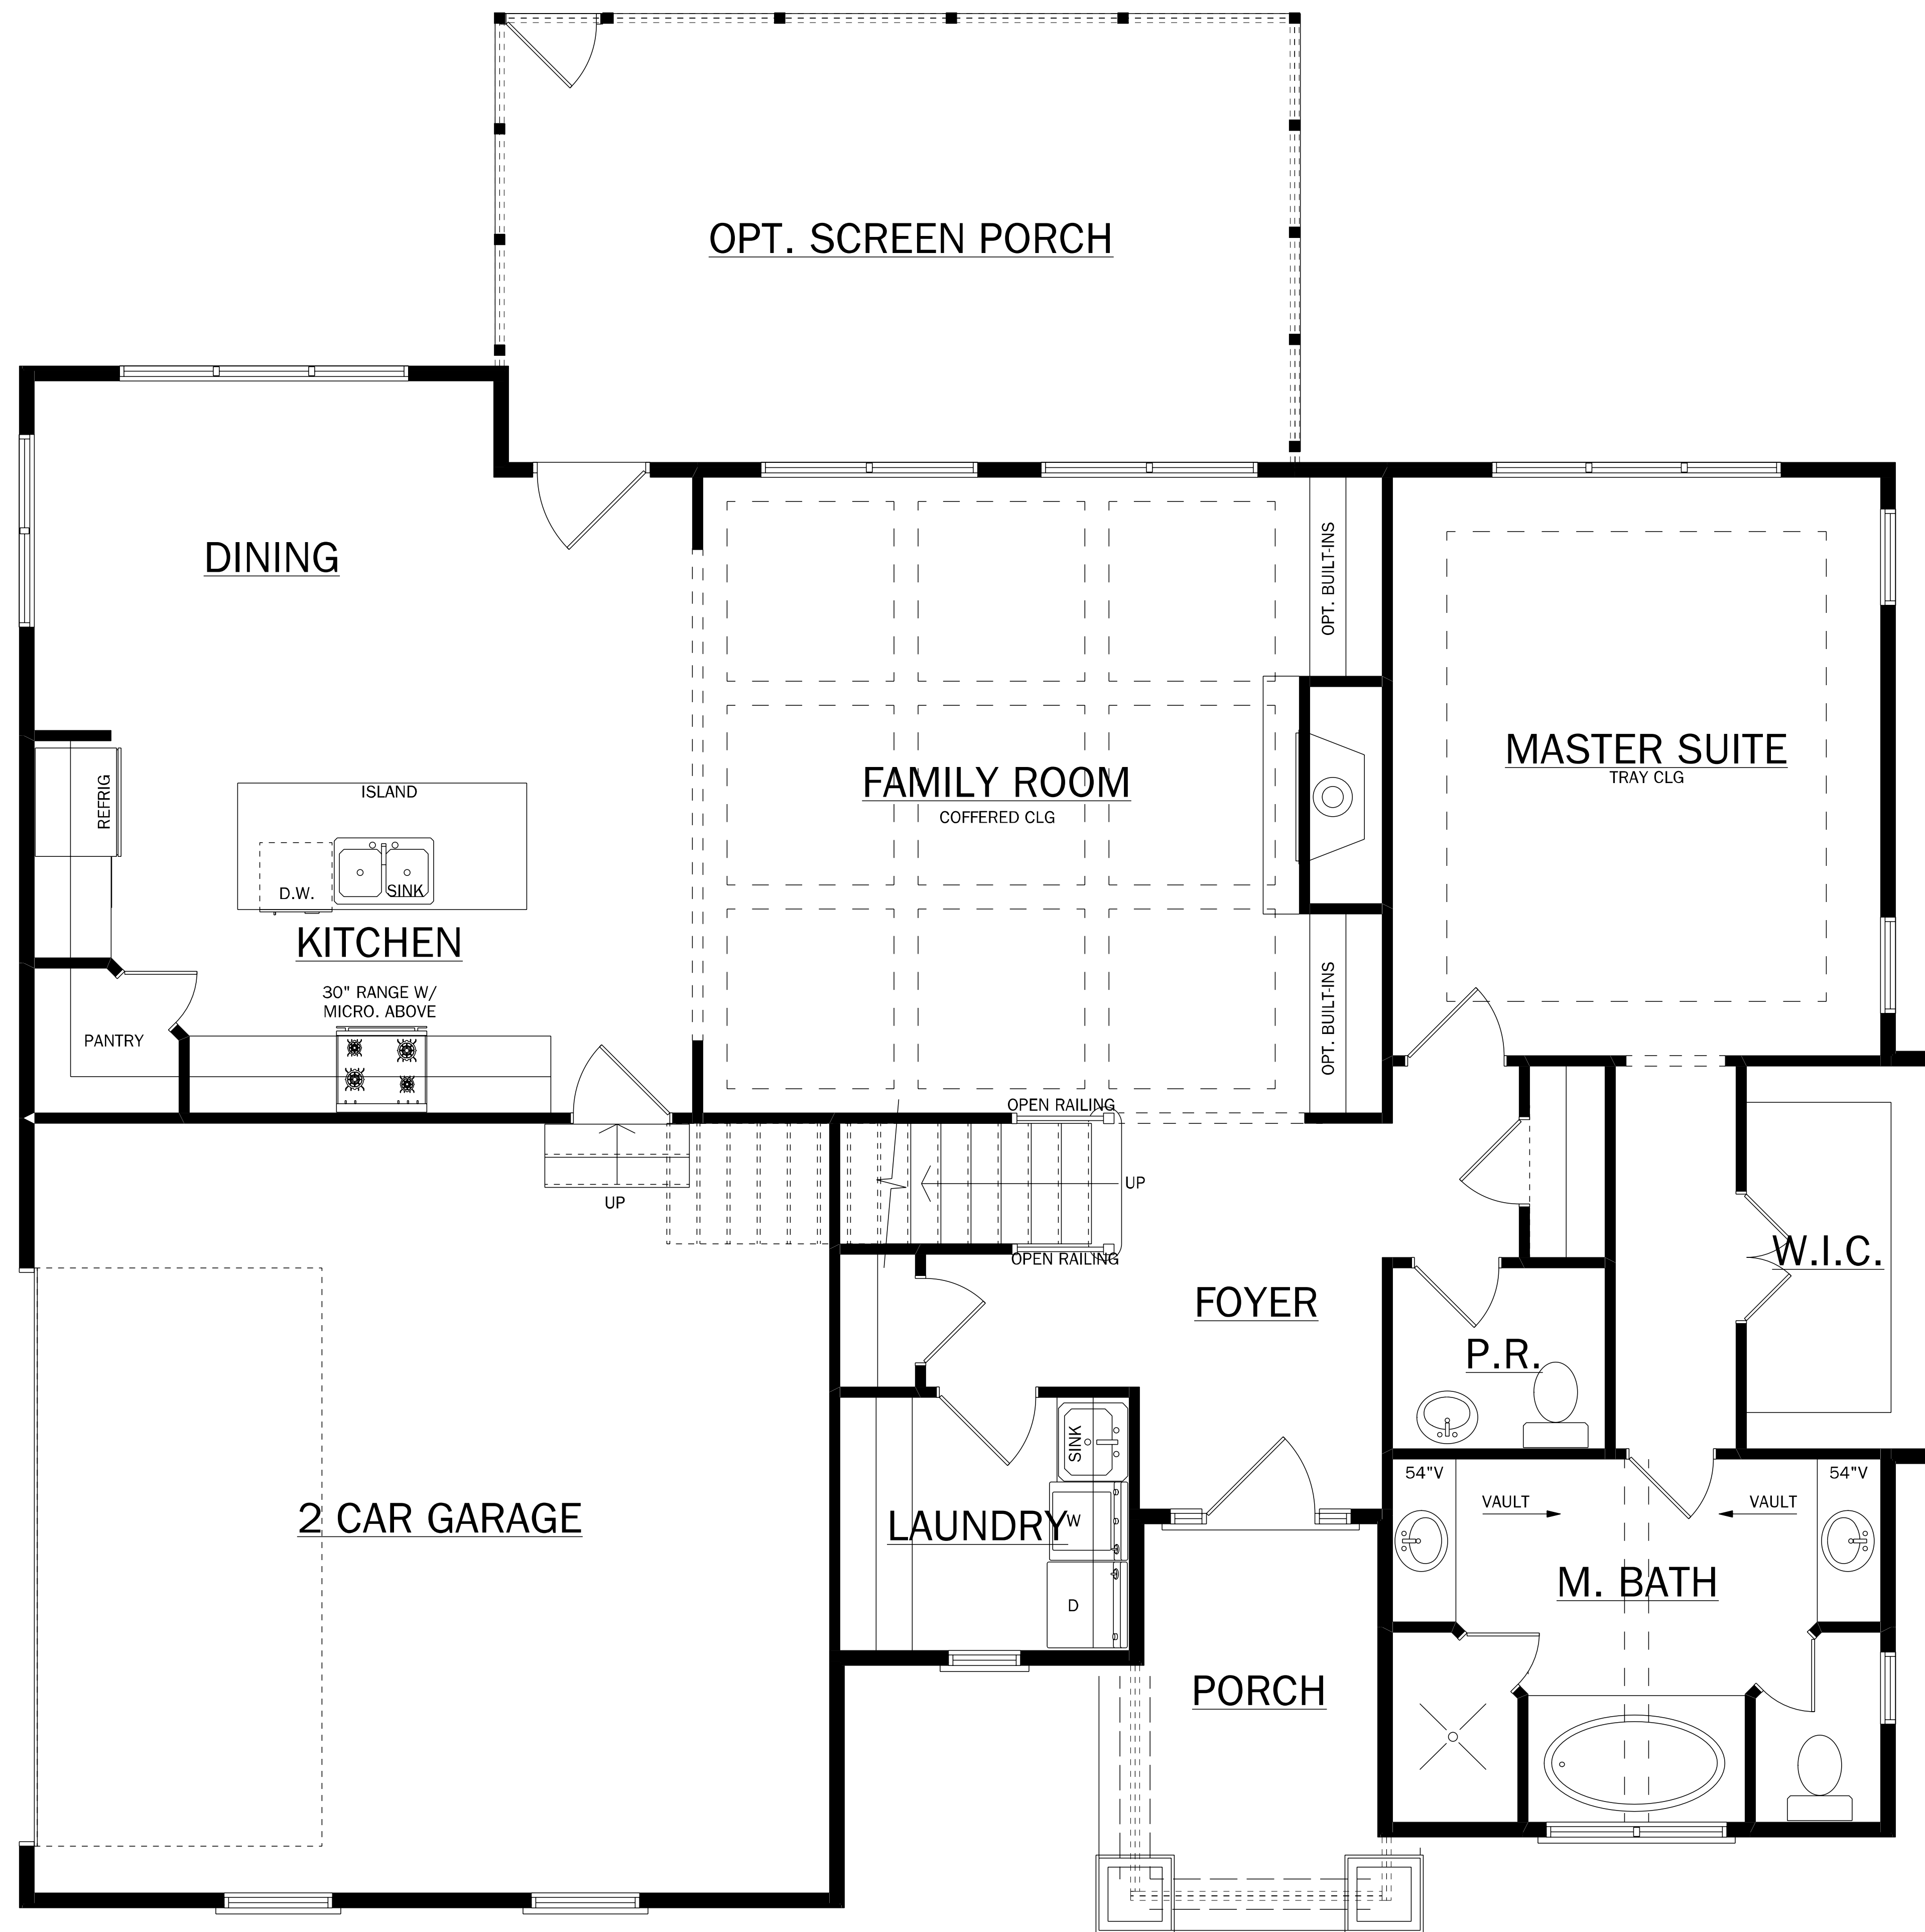 OPT. SCREEN PORCH
DINING
OPT. BUILT-INS
FAMILY ROOM
COFFERED CLG
MASTER SUITE
TRAY CLG
REFRIG
ISLAND
D.W.
SINK
KITCHEN
30" RANGE W/
MICRO. ABOVE
PANTRY
OPT. BUILT-INS
OPEN RAILING
UP
UP
OPEN RAILING
W.I.C.
FOYER
P.R.
SINK
54"V
54"V
VAULT
VAULT
2 CAR GARAGE
LAUNDRY
W
D
M. BATH
PORCH